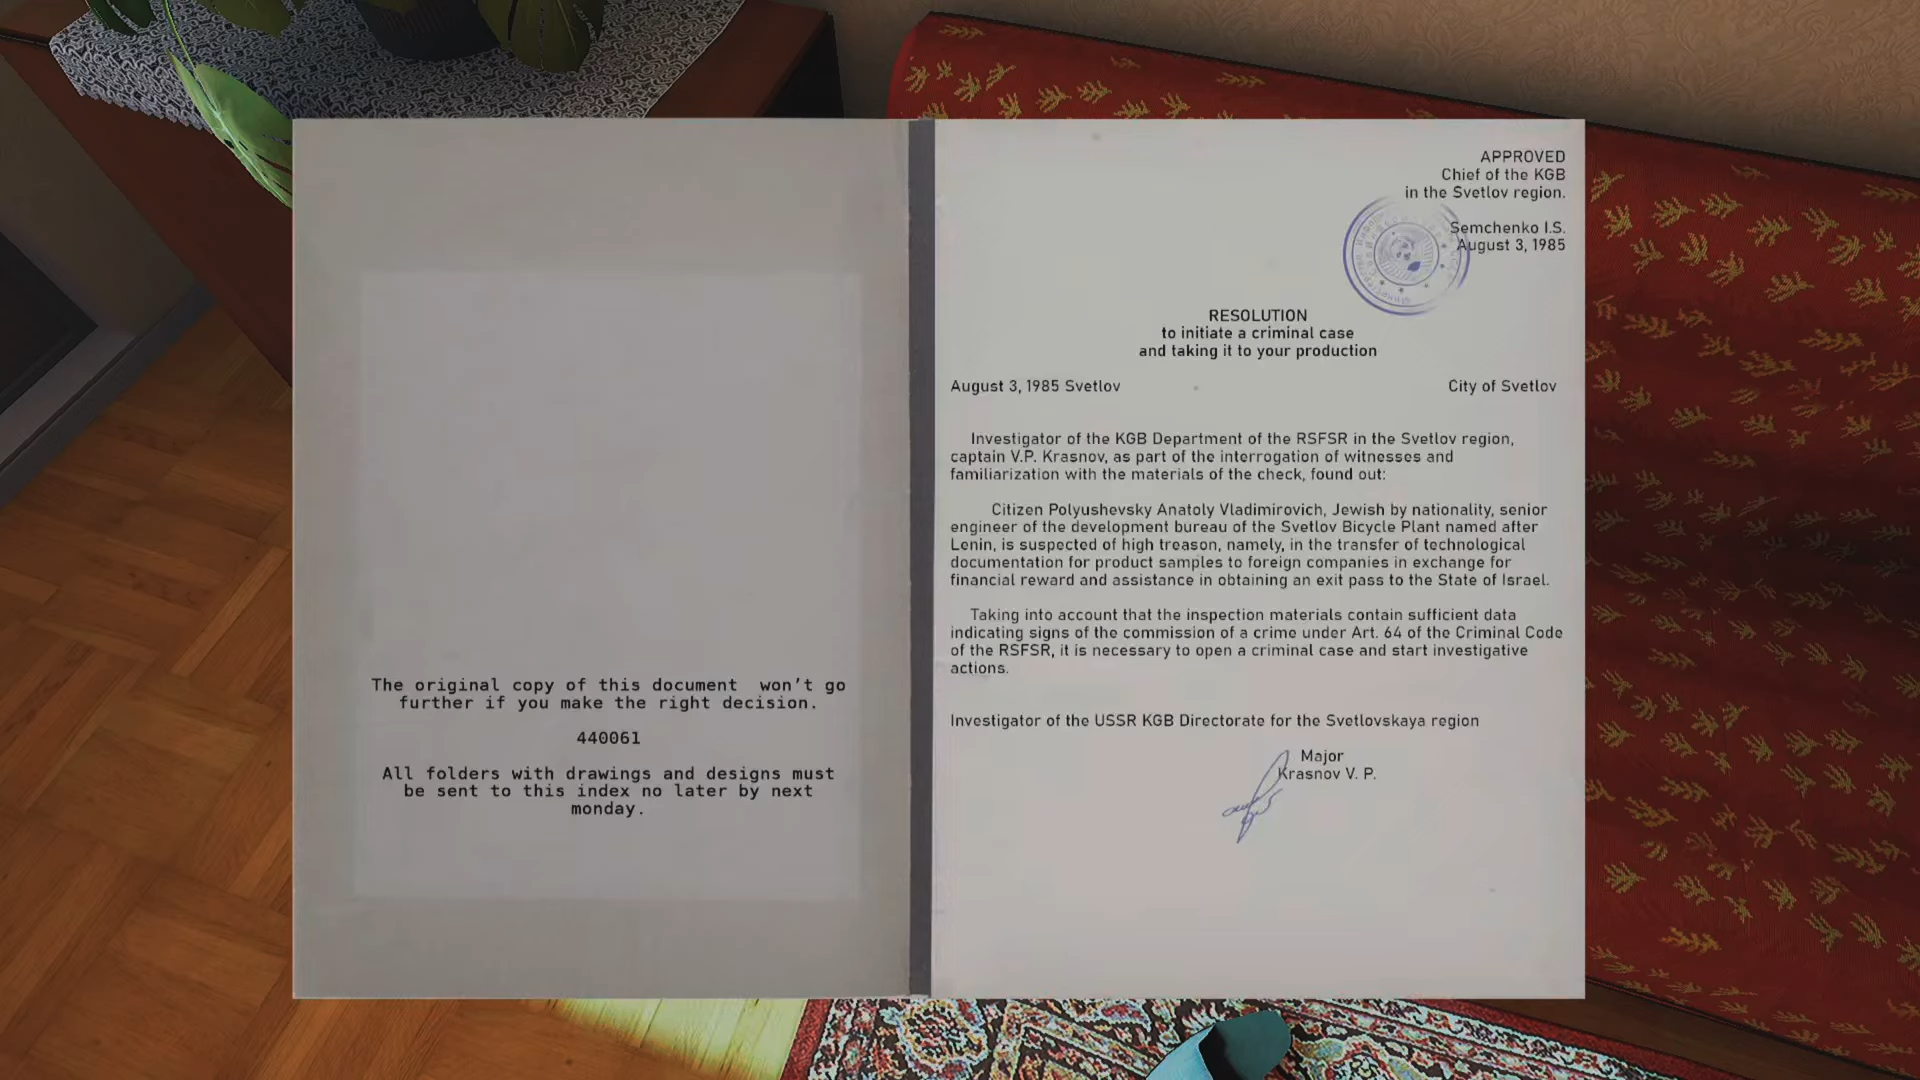 The original copy of this document  won't go
further if you make the right decision.
440061
All folders with drawings and designs must
be sent to this index no later by next
monday.
APPROVED
Chief of the KGB
in the Svetlov region.
Semchenko I.S.
August 3, 1985
RESOLUTION
to initiate a criminal case
and taking it to your production
August 3, 1985 Svetlov
City of Svetlov
Investigator of the KGB Department of the RSFSR in the Svetlov region,
captain V.P. Krasnov, as part of the interrogation of witnesses and
familiarization with the materials of the check, found out:
Citizen Polyushevsky Anatoly Vladimirovich, Jewish by nationality, senior
engineer of the development bureau of the Svetlov Bicycle Plant named after
Lenin, is suspected of high treason, namely, in the transfer of technological
documentation for product samples to foreign companies in exchange for
financial reward and assistance in obtaining an exit pass to the State of Israel.
Taking into account that the inspection materials contain sufficient data
indicating signs of the commission of a crime under Art. 64 of the Criminal Code
of the RSFSR, it is necessary to open a criminal case and start investigative
actions.
Investigator of the USSR KGB Directorate for the Svetlovskaya region
Major
Krasnov V. P.